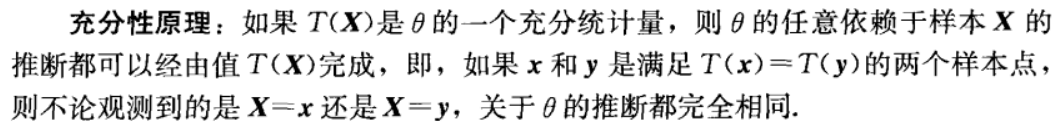 充分性原理：如果 T(X)是 θ 的一个充分统计量，则 θ 的任意依赖于样本 X 的
推断都可以经由值 T(X)完成，即，如果 x 和 y 是满足 T(x)=T(y)的两个样本点，
则不论观测到的是 X=x 还是 X=y，关于 θ 的推断都完全相同.